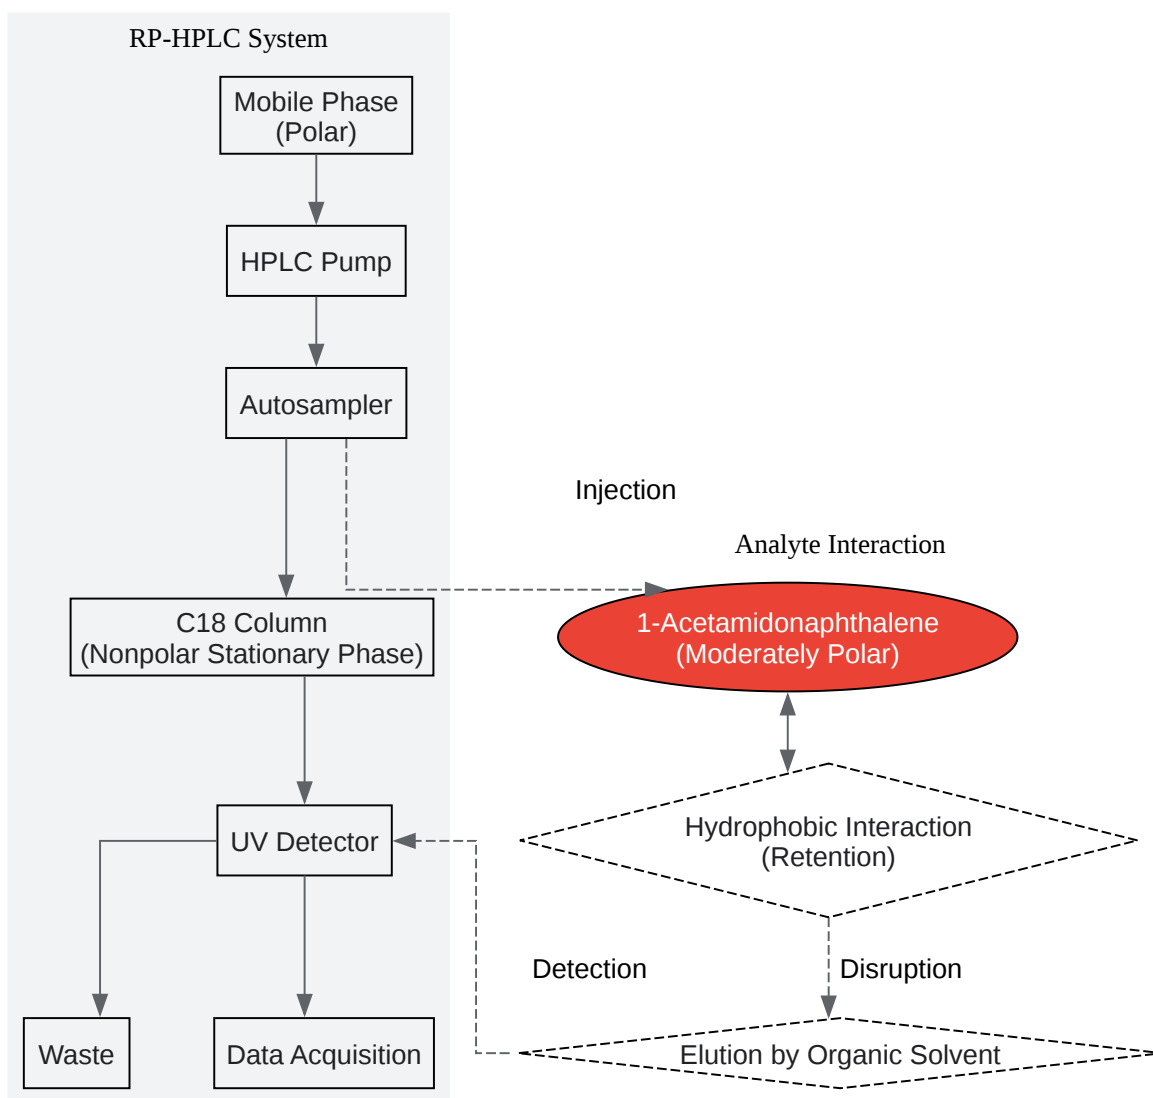 RP-HPLC System
Mobile Phase
(Polar)
HPLC Pump
Autosampler
Injection
Analyte Interaction
C18 Column
(Nonpolar Stationary Phase)
1-Acetamidonaphthalene
(Moderately Polar)
Hydrophobic Interaction
(Retention)
UV Detector
Detection
Disruption
Waste
Data Acquisition
Elution by Organic Solvent